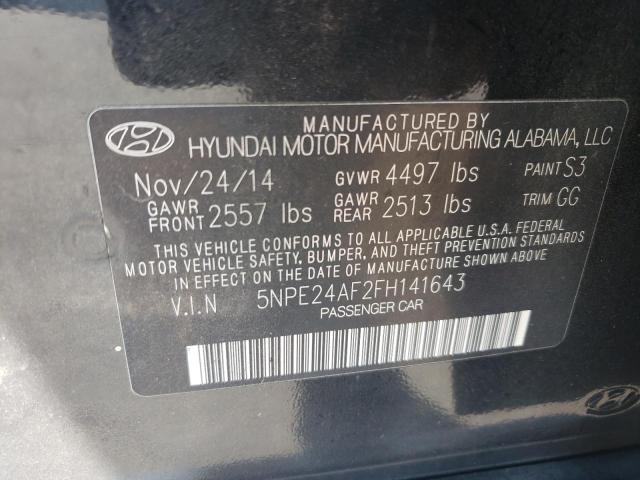 MANUFACTURED BY
HYUNDAI MOTOR MANUFACTURING ALABAMA, LLC
Nov/24/14 GVWR 4497 lbs PAINT S3
GAWR FRONT 2557 lbs GAWR REAR 2513 lbs TRIM GG
THIS VEHICLE CONFORMS TO ALL APPLICABLE U.S.A. FEDERAL
MOTOR VEHICLE SAFETY, BUMPER, AND THEFT PREVENTION STANDARDS
IN EFFECT ON THE DATE OF MANUFACTURE SHOWN ABOVE.
V.I.N 5NPE24AF2FH141643
PASSENGER CAR